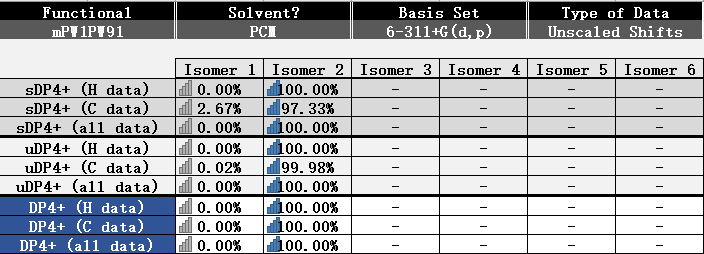 Functional Solvent? Basis Set Type of Data
mPW1PW91 PCM 6-311+G(d,p) Unscaled Shifts
Isomer 1 Isomer 2 Isomer 3 Isomer 4 Isomer 5 Isomer 6
sDP4+ (H data) 0.00% 100.00% – – – –
sDP4+ (C data) 2.67% 97.33% – – – –
sDP4+ (all data) 0.00% 100.00% – – – –
uDP4+ (H data) 0.00% 100.00% – – – –
uDP4+ (C data) 0.02% 99.98% – – – –
uDP4+ (all data) 0.00% 100.00% – – – –
DP4+ (H data) 0.00% 100.00% – – – –
DP4+ (C data) 0.00% 100.00% – – – –
DP4+ (all data) 0.00% 100.00% – – – –